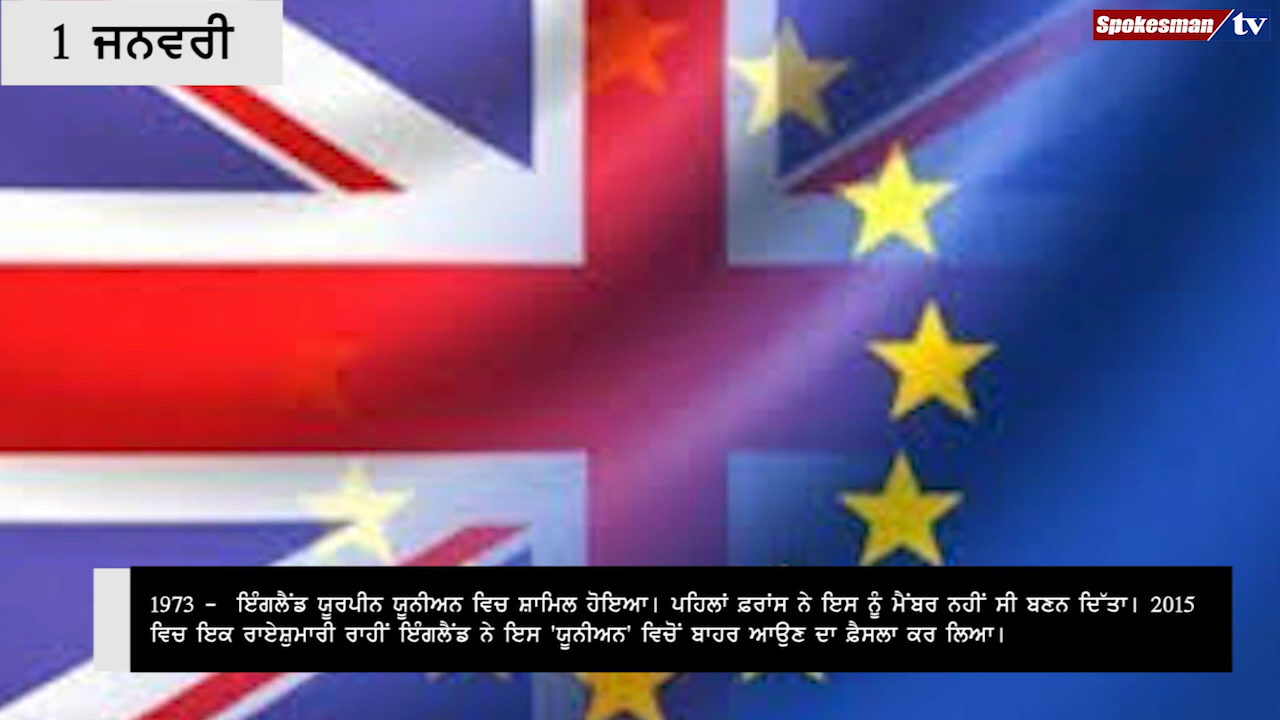 1 ਜਨਵਰੀ
Spokesman/tv
1973 - ਇੰਗਲੈਂਡ ਯੂਰਪੀਨ ਯੂਨੀਅਨ ਵਿਚ ਸ਼ਾਮਿਲ ਹੋਇਆ। ਪਹਿਲਾਂ ਫ਼ਰਾਂਸ ਨੇ ਇਸ ਨੂੰ ਮੈਂਬਰ ਨਹੀਂ ਸੀ ਬਣਨ ਦਿੱਤਾ। 2015
ਵਿਚ ਇਕ ਰਾਏਸ਼ੁਮਾਰੀ ਰਾਹੀਂ ਇੰਗਲੈਂਡ ਨੇ ਇਸ 'ਯੂਨੀਅਨ' ਵਿਚੋਂ ਬਾਹਰ ਆਉਣ ਦਾ ਫ਼ੈਸਲਾ ਕਰ ਲਿਆ।